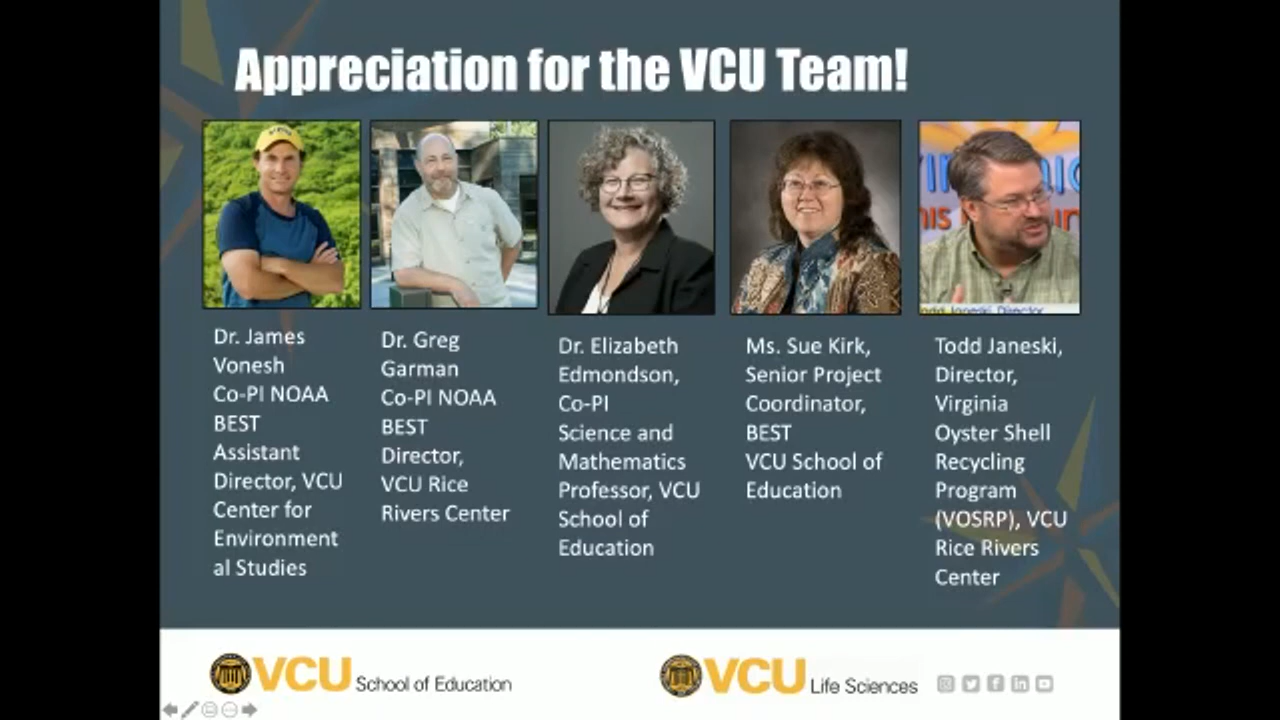 Appreciation for the VCU Team!
Dr. James
Vonesh
Co-PI NOAA
BEST
Assistant
Director, VCU
Center for
Environment
al Studies
Dr. Greg
Garman
Co-PI NOAA
BEST
Director,
VCU Rice
Rivers Center
Dr. Elizabeth
Edmondson,
Co-PI
Science and
Mathematics
Professor, VCU
School of
Education
Ms. Sue Kirk,
Senior Project
Coordinator,
BEST
VCU School of
Education
Todd Janeski,
Director,
Virginia
Oyster Shell
Recycling
Program
(VOSRP), VCU
Rice Rivers
Center
VCU School of Education
VCU Life Sciences